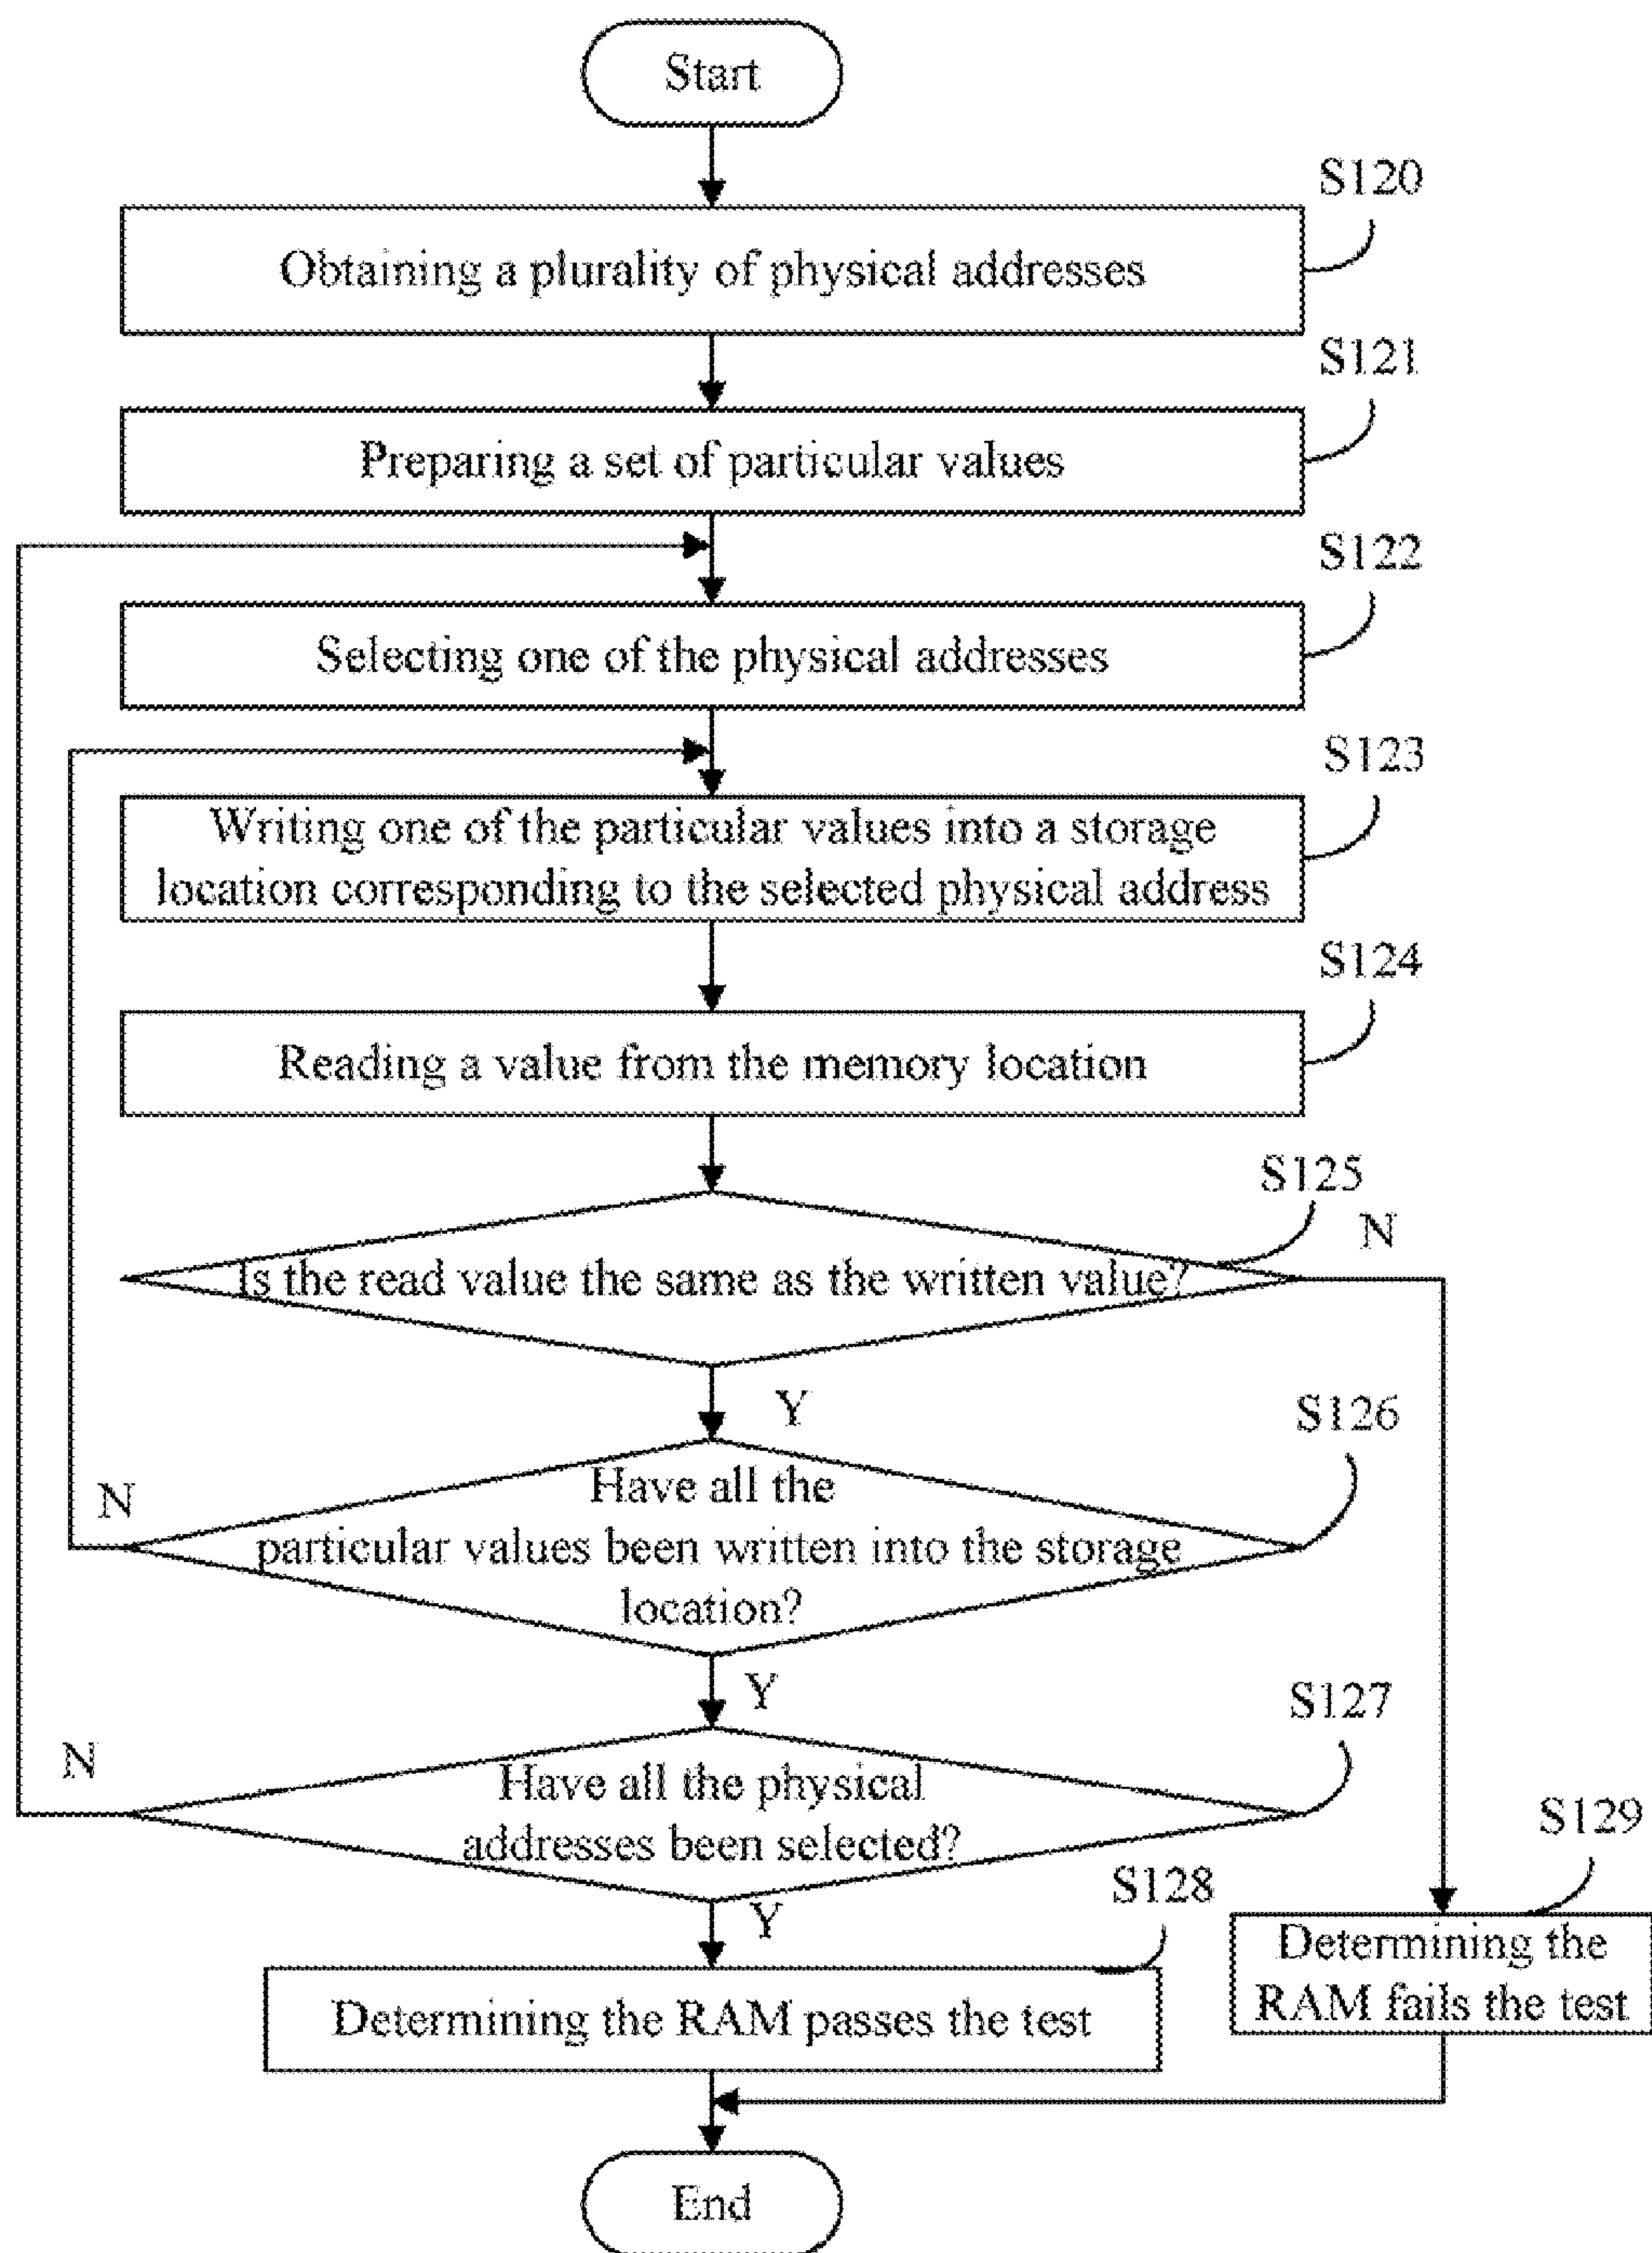 Start
S120
Obtaining a plurality of physical addresses
S121
Preparing a set of particular values
S122
Selecting one of the physical addresses
S123
Writing one of the particular values into a storage
location corresponding to the selected physical address
S124
Reading a value from the memory location
S125
N
Is the read value the same as the written value?
Y
S126
N
Have all the
particular values been written into the storage
location?
Y
S127
N
Have all the physical
addresses been selected?
S129
S128
Y
Determining the
RAM fails the test
Determining the RAM passes the test
End